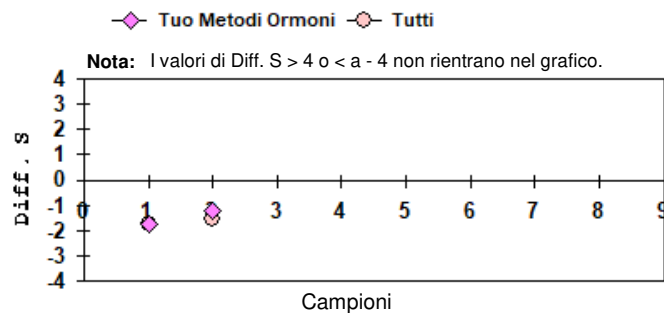 Tuo Metodi Ormoni Tutti
Nota: I valori di Diff. S > 4 o < a - 4 non rientrano nel grafico.
4
3
2
1
0
-1
-2
-3
-4
Diff. S
0 1 2 3 4 5 6 7 8 9
Campioni